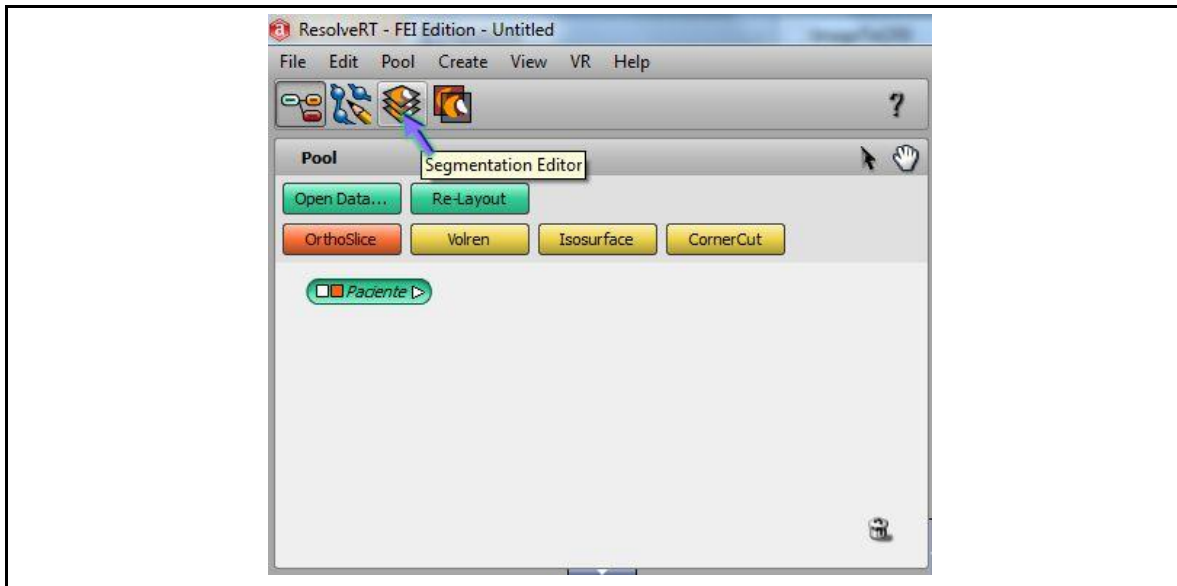 ResolveRT - FEI Edition - Untitled
File Edit Pool Create View VR Help
?
Segmentation Editor
Pool
Open Data... Re-Layout
OrthoSlice Volren Isosurface CornerCut
Paciente